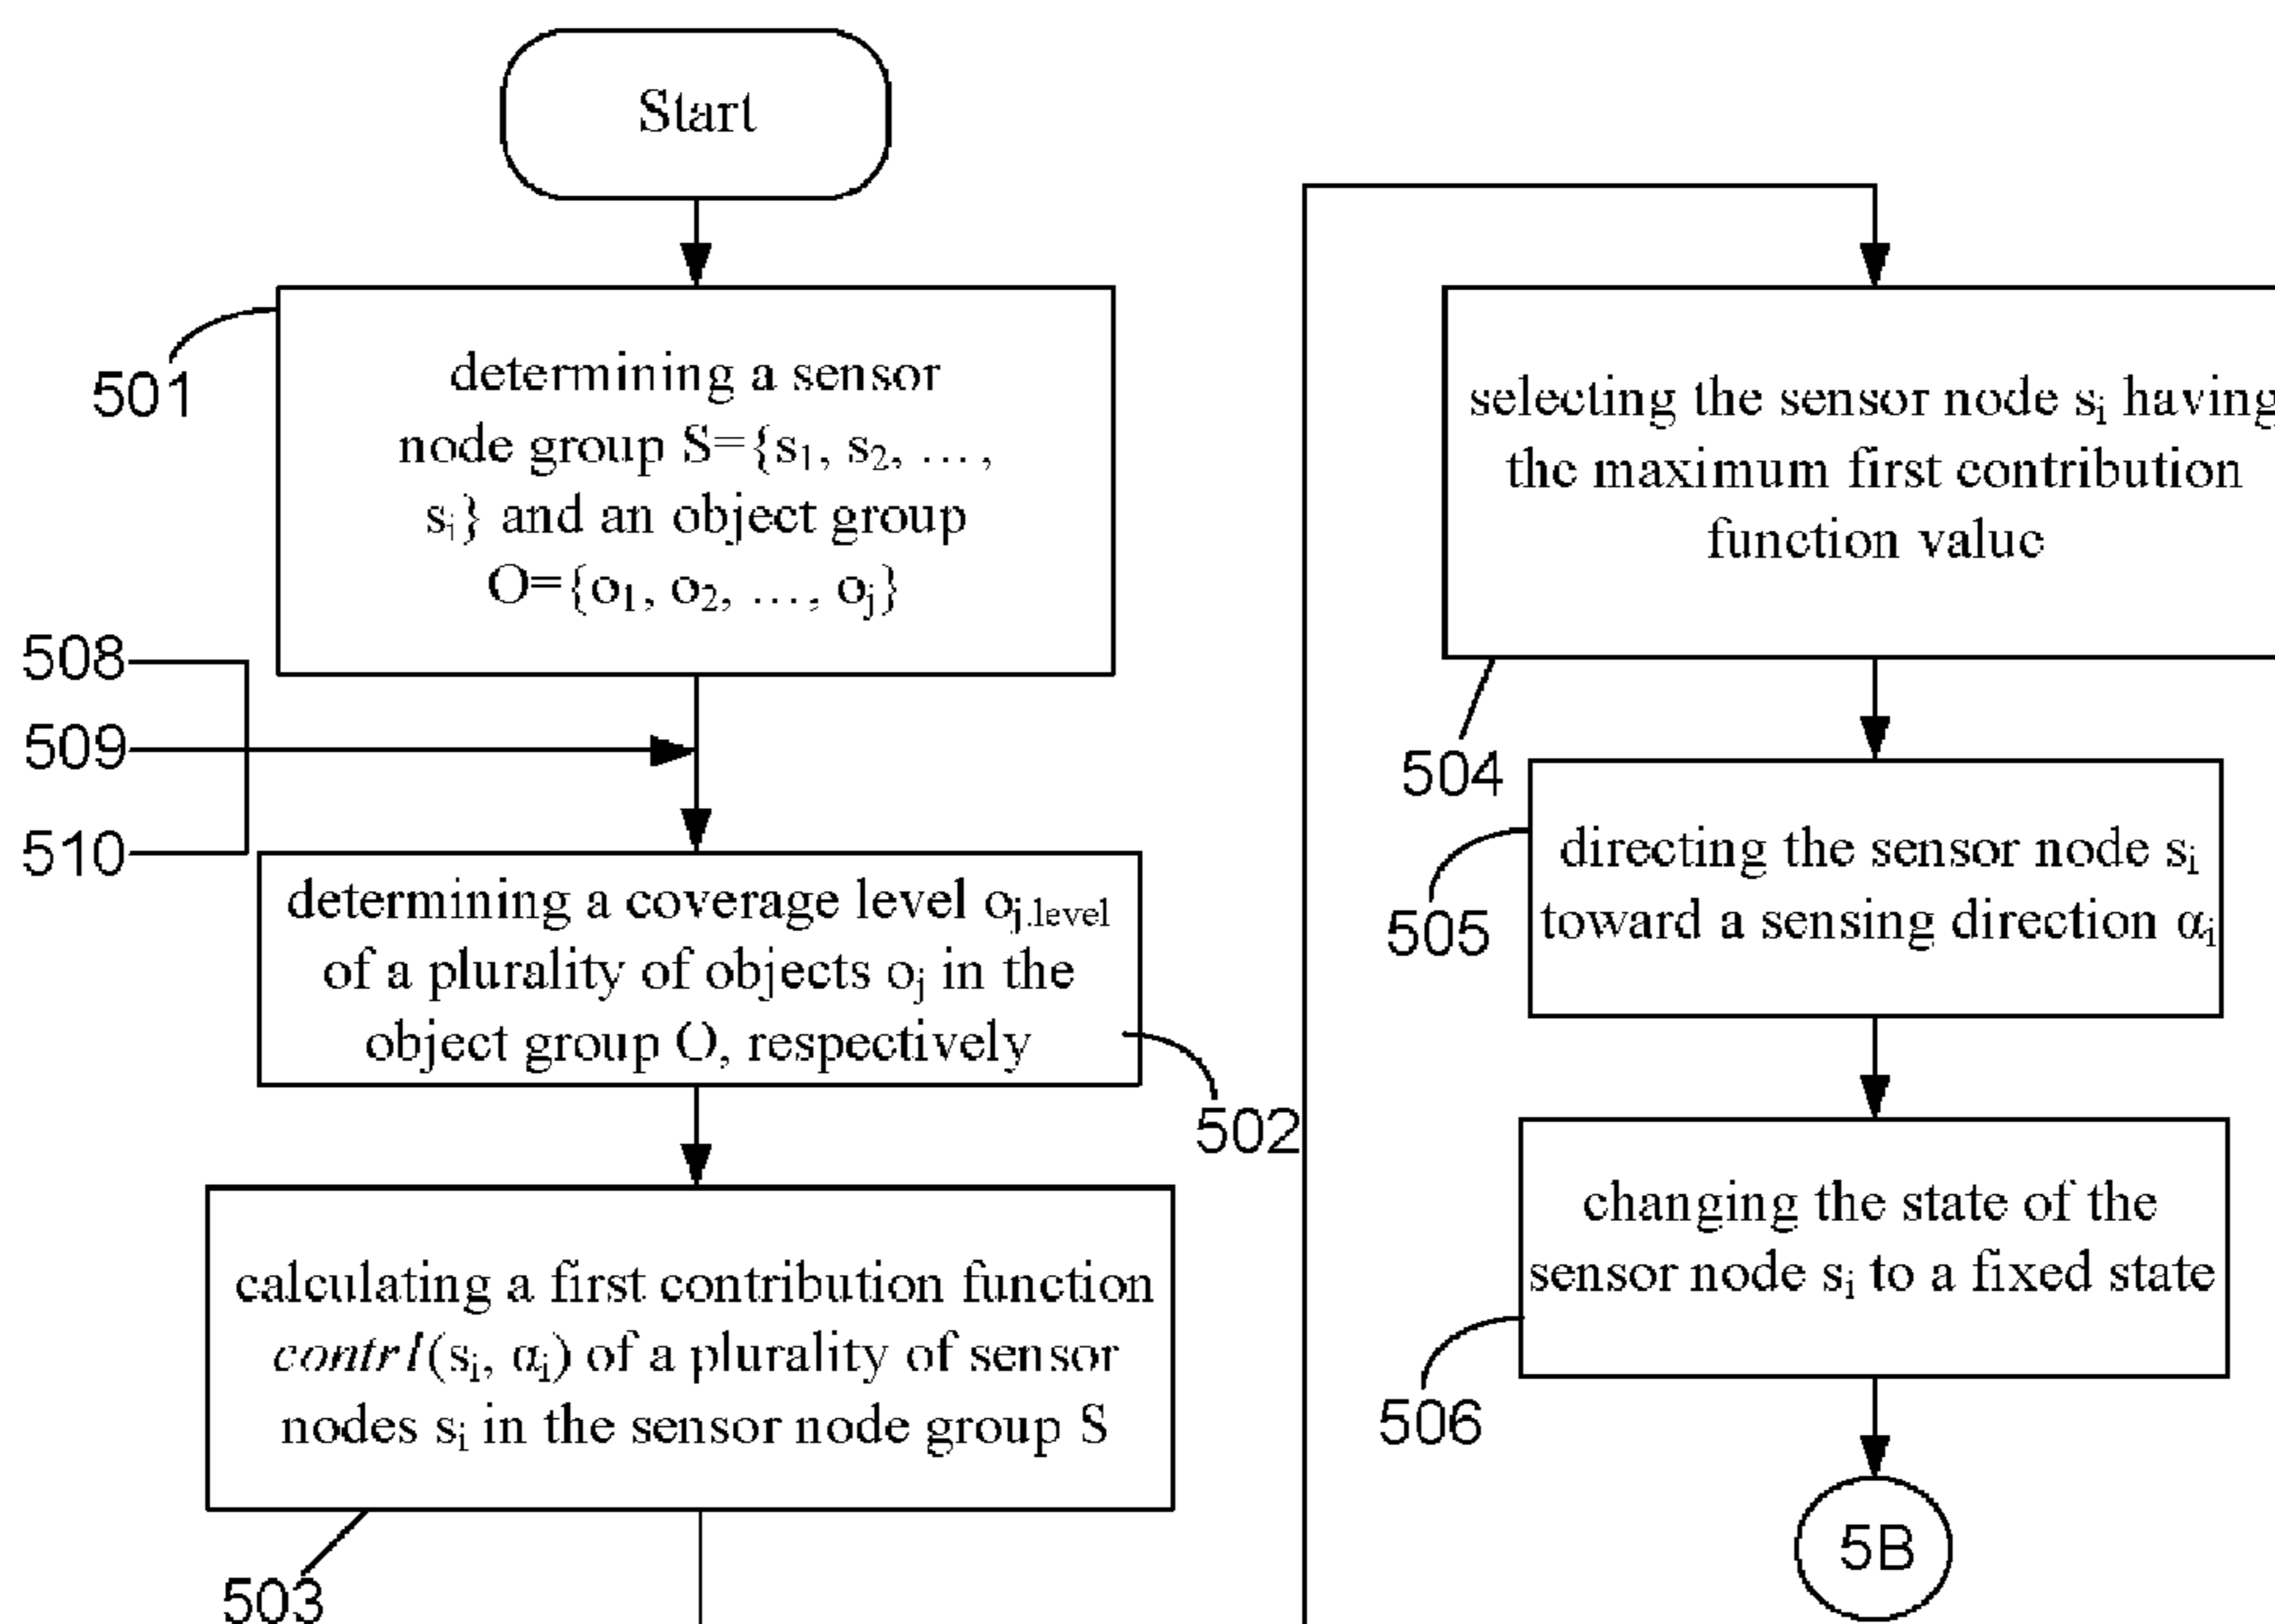 Start
501
determining a sensor
node group S={s₁, s₂, …,
sᵢ} and an object group
O={o₁, o₂, …, oⱼ}
508
509
510
determining a coverage level oⱼ.level
of a plurality of objects oⱼ in the
object group O, respectively
502
calculating a first contribution function
contr1(sᵢ, αᵢ) of a plurality of sensor
nodes sᵢ in the sensor node group S
503
selecting the sensor node sᵢ having
the maximum first contribution
function value
504
directing the sensor node sᵢ
toward a sensing direction αᵢ
505
changing the state of the
sensor node sᵢ to a fixed state
506
5B